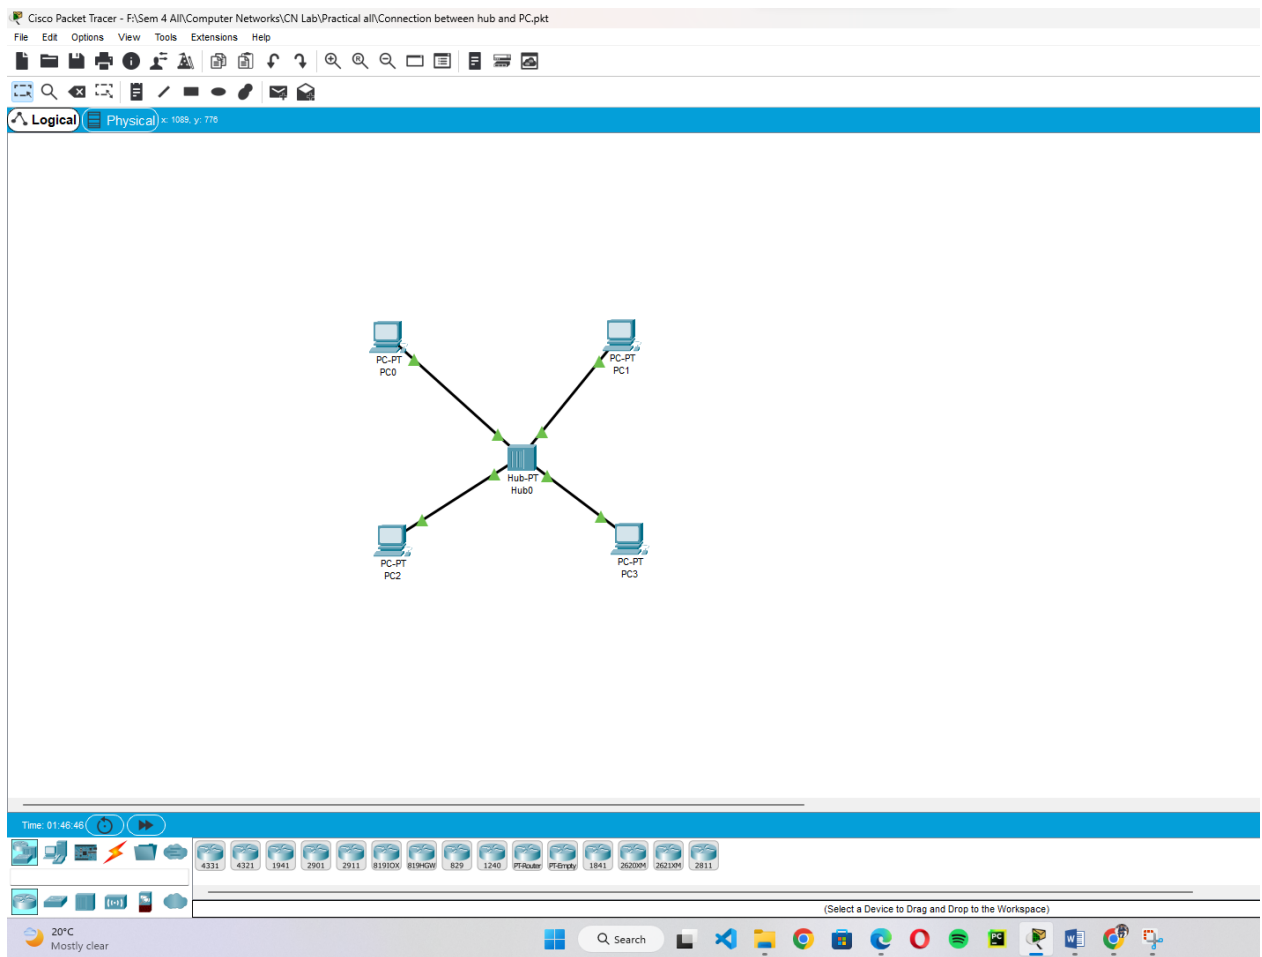 Cisco Packet Tracer - F:\Sem 4 All\Computer Networks\CN Lab\Practical all\Connection between hub and PC.pkt
File Edit Options View Tools Extensions Help
Logical Physical x: 1089, y: 776
PC-PT
PC0
PC-PT
PC1
Hub-PT
Hub0
PC-PT
PC2
PC-PT
PC3
Time: 01:46:46
4331 4321 1941 2901 2911 819IOX 819HGW 829 1240 PT-Router PT-Empty 1841 2620XM 2621XM 2811
(Select a Device to Drag and Drop to the Workspace)
20°C
Mostly clear
Search